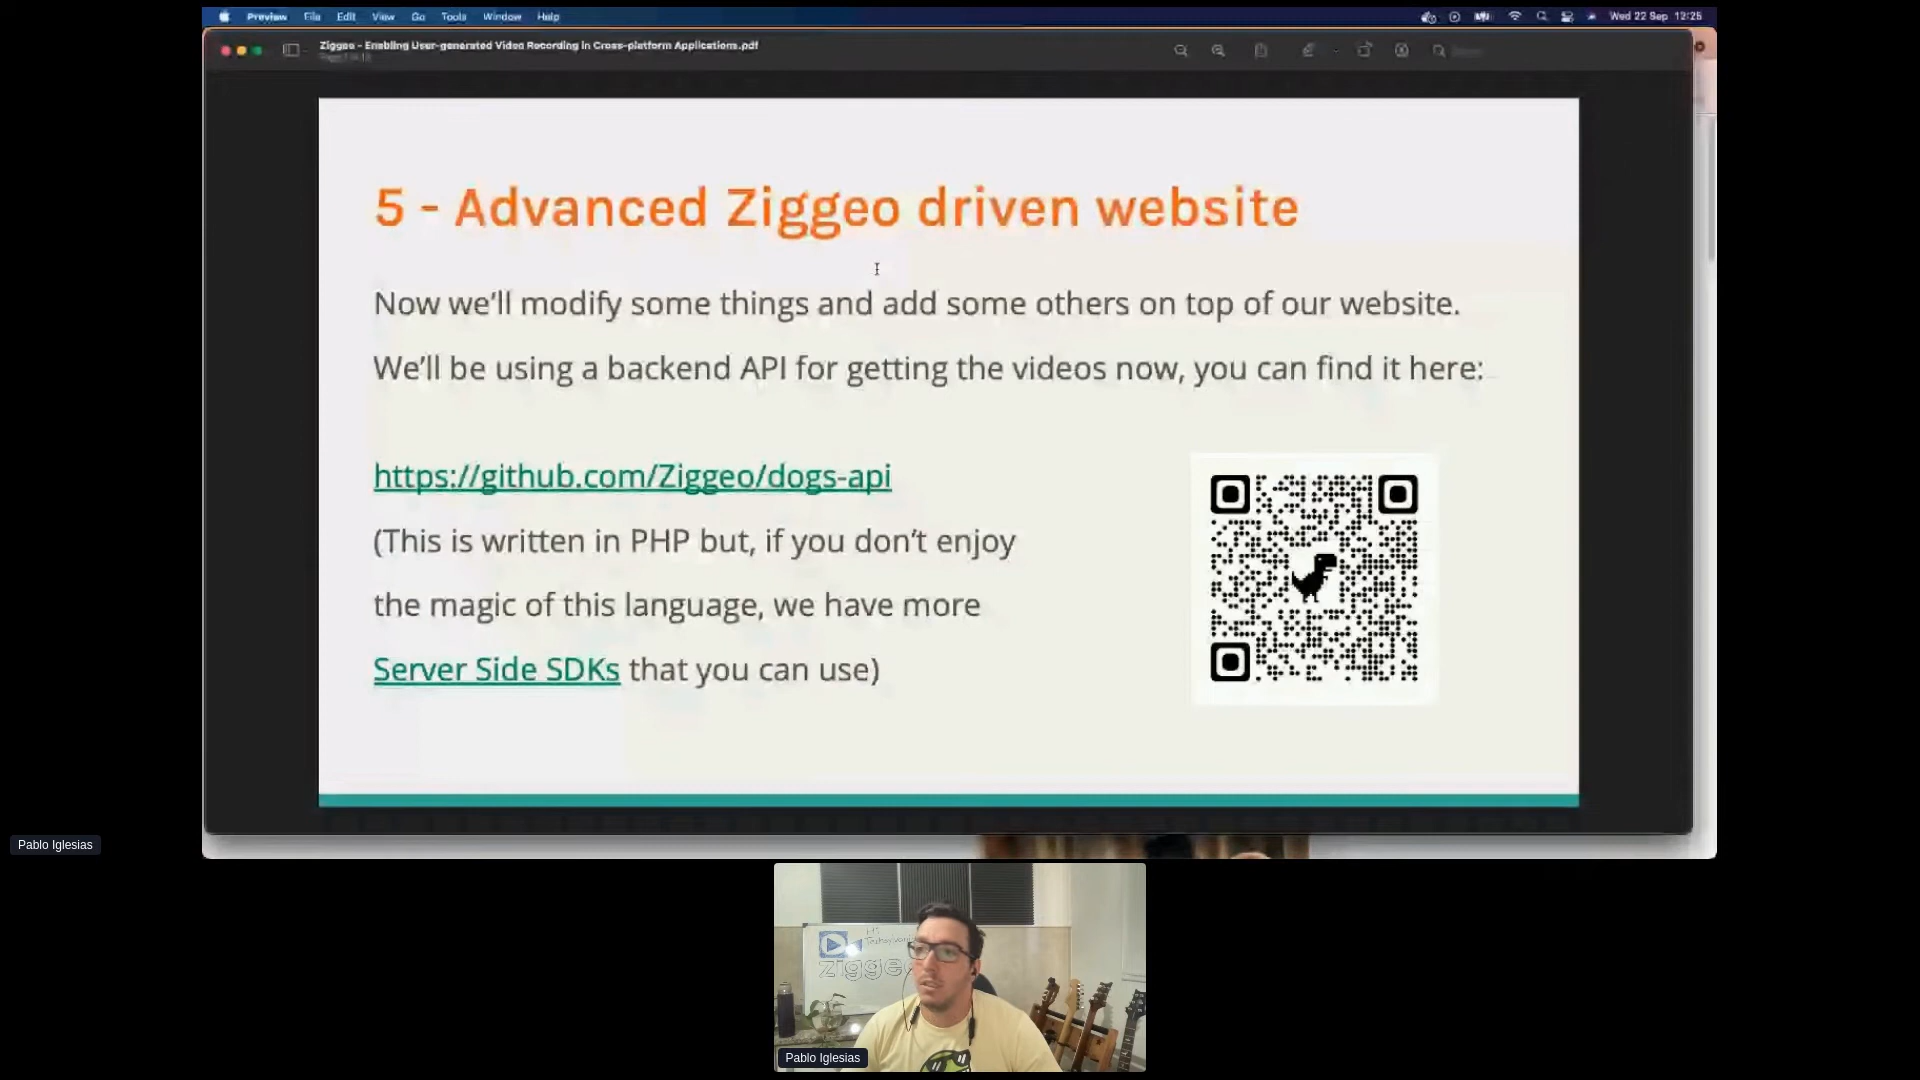 Preview File Edit View Go Tools Window Help Wed 22 Sep 12:25
Ziggeo - Enabling User-generated Video Recording in Cross-platform Applications.pdf
5 - Advanced Ziggeo driven website
Now we'll modify some things and add some others on top of our website.
We'll be using a backend API for getting the videos now, you can find it here:
https://github.com/Ziggeo/dogs-api
(This is written in PHP but, if you don't enjoy
the magic of this language, we have more
Server Side SDKs that you can use)
Pablo Iglesias
Hi
ziggeo
Pablo Iglesias